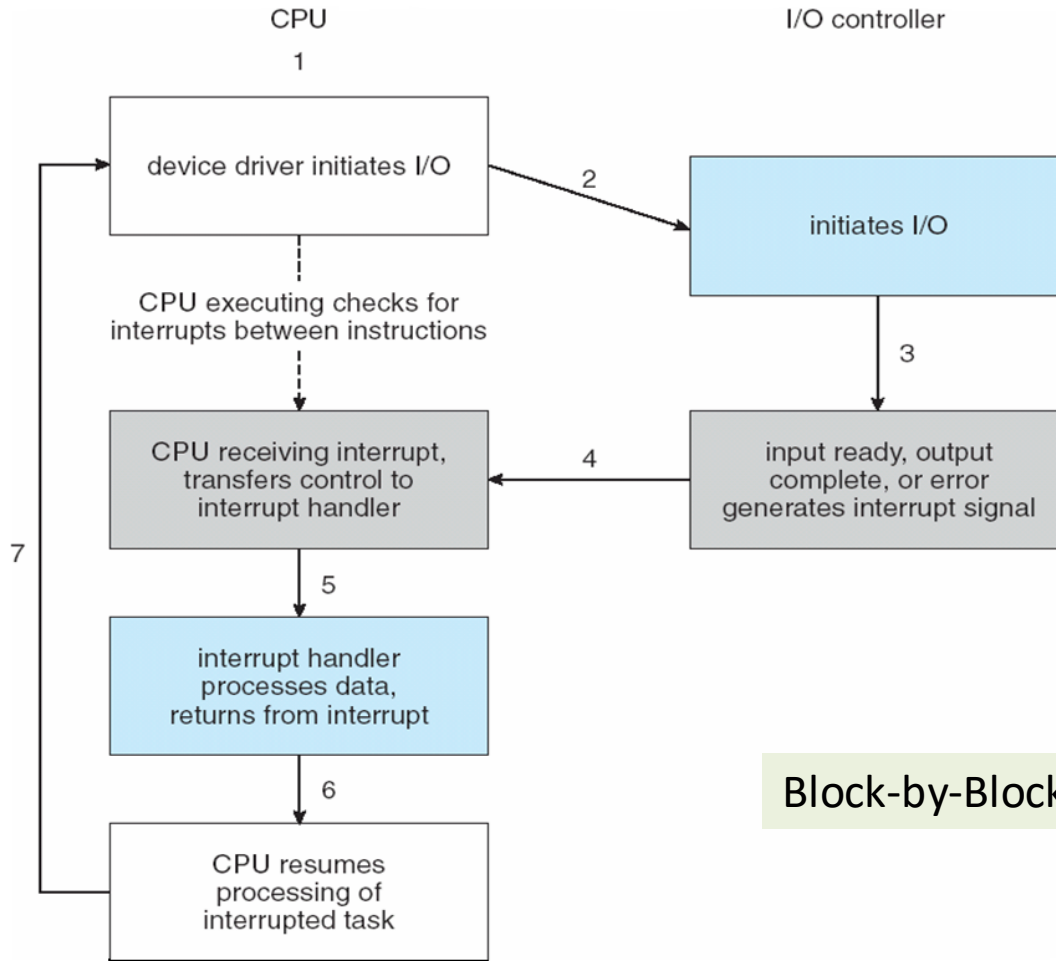 CPU
I/O controller
1
device driver initiates I/O
2
initiates I/O
CPU executing checks for
interrupts between instructions
3
CPU receiving interrupt,
transfers control to
interrupt handler
4
input ready, output
complete, or error
generates interrupt signal
7
5
interrupt handler
processes data,
returns from interrupt
6
Block-by-Block
CPU resumes
processing of
interrupted task